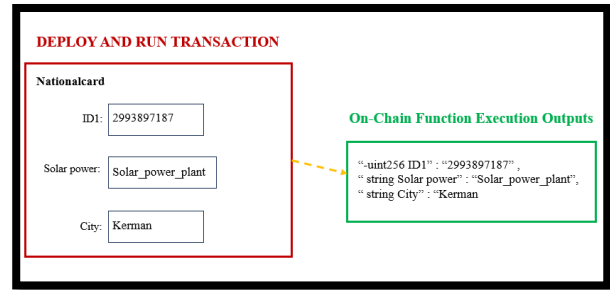 DEPLOY AND RUN TRANSACTION
Nationalcard
ID1: 2993897187
Solar power: Solar_power_plant
City: Kerman
On-Chain Function Execution Outputs
“-uint256 ID1” : “2993897187” ,
“ string Solar power” : “Solar_power_plant”,
“ string City” : “Kerman